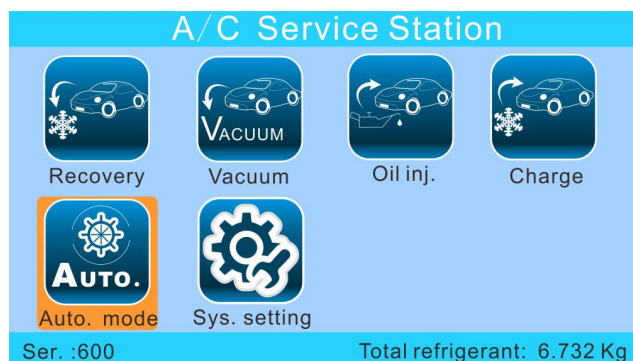 A/C Service Station
VACUUM
Recovery Vacuum Oil inj. Charge
AUTO.
Auto. mode Sys. setting
Ser. :600 Total refrigerant: 6.732 Kg